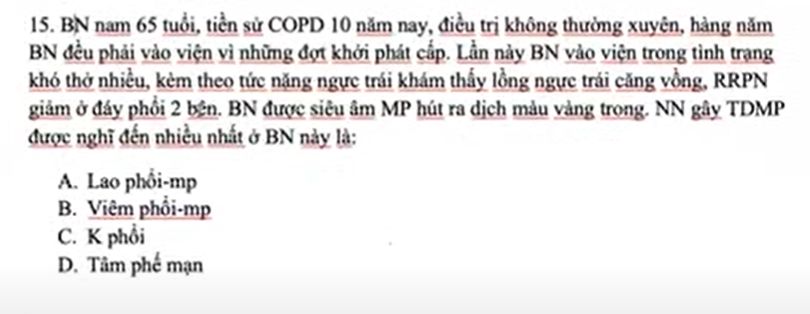 15. BN nam 65 tuổi, tiền sử COPD 10 năm nay, điều trị không thường xuyên, hàng năm
BN đều phải vào viện vì những đợt khởi phát cấp. Lần này BN vào viện trong tình trạng
khó thở nhiều, kèm theo tức nặng ngực trái khám thấy lồng ngực trái căng vồng, RRPN
giảm ở đáy phổi 2 bên. BN được siêu âm MP hút ra dịch màu vàng trong. NN gây TDMP
được nghĩ đến nhiều nhất ở BN này là:
A. Lao phổi-mp
B. Viêm phổi-mp
C. K phổi
D. Tâm phế mạn